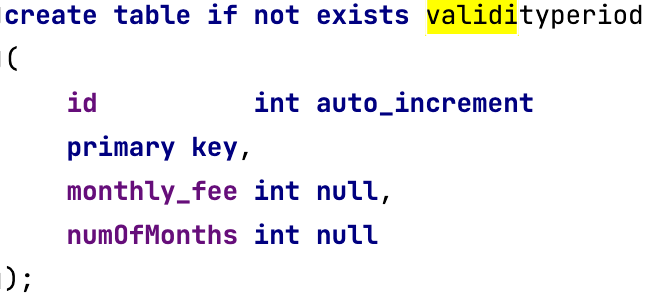 create table if not exists validityperiod
(
id int auto_increment
primary key,
monthly_fee int null,
numOfMonths int null
);